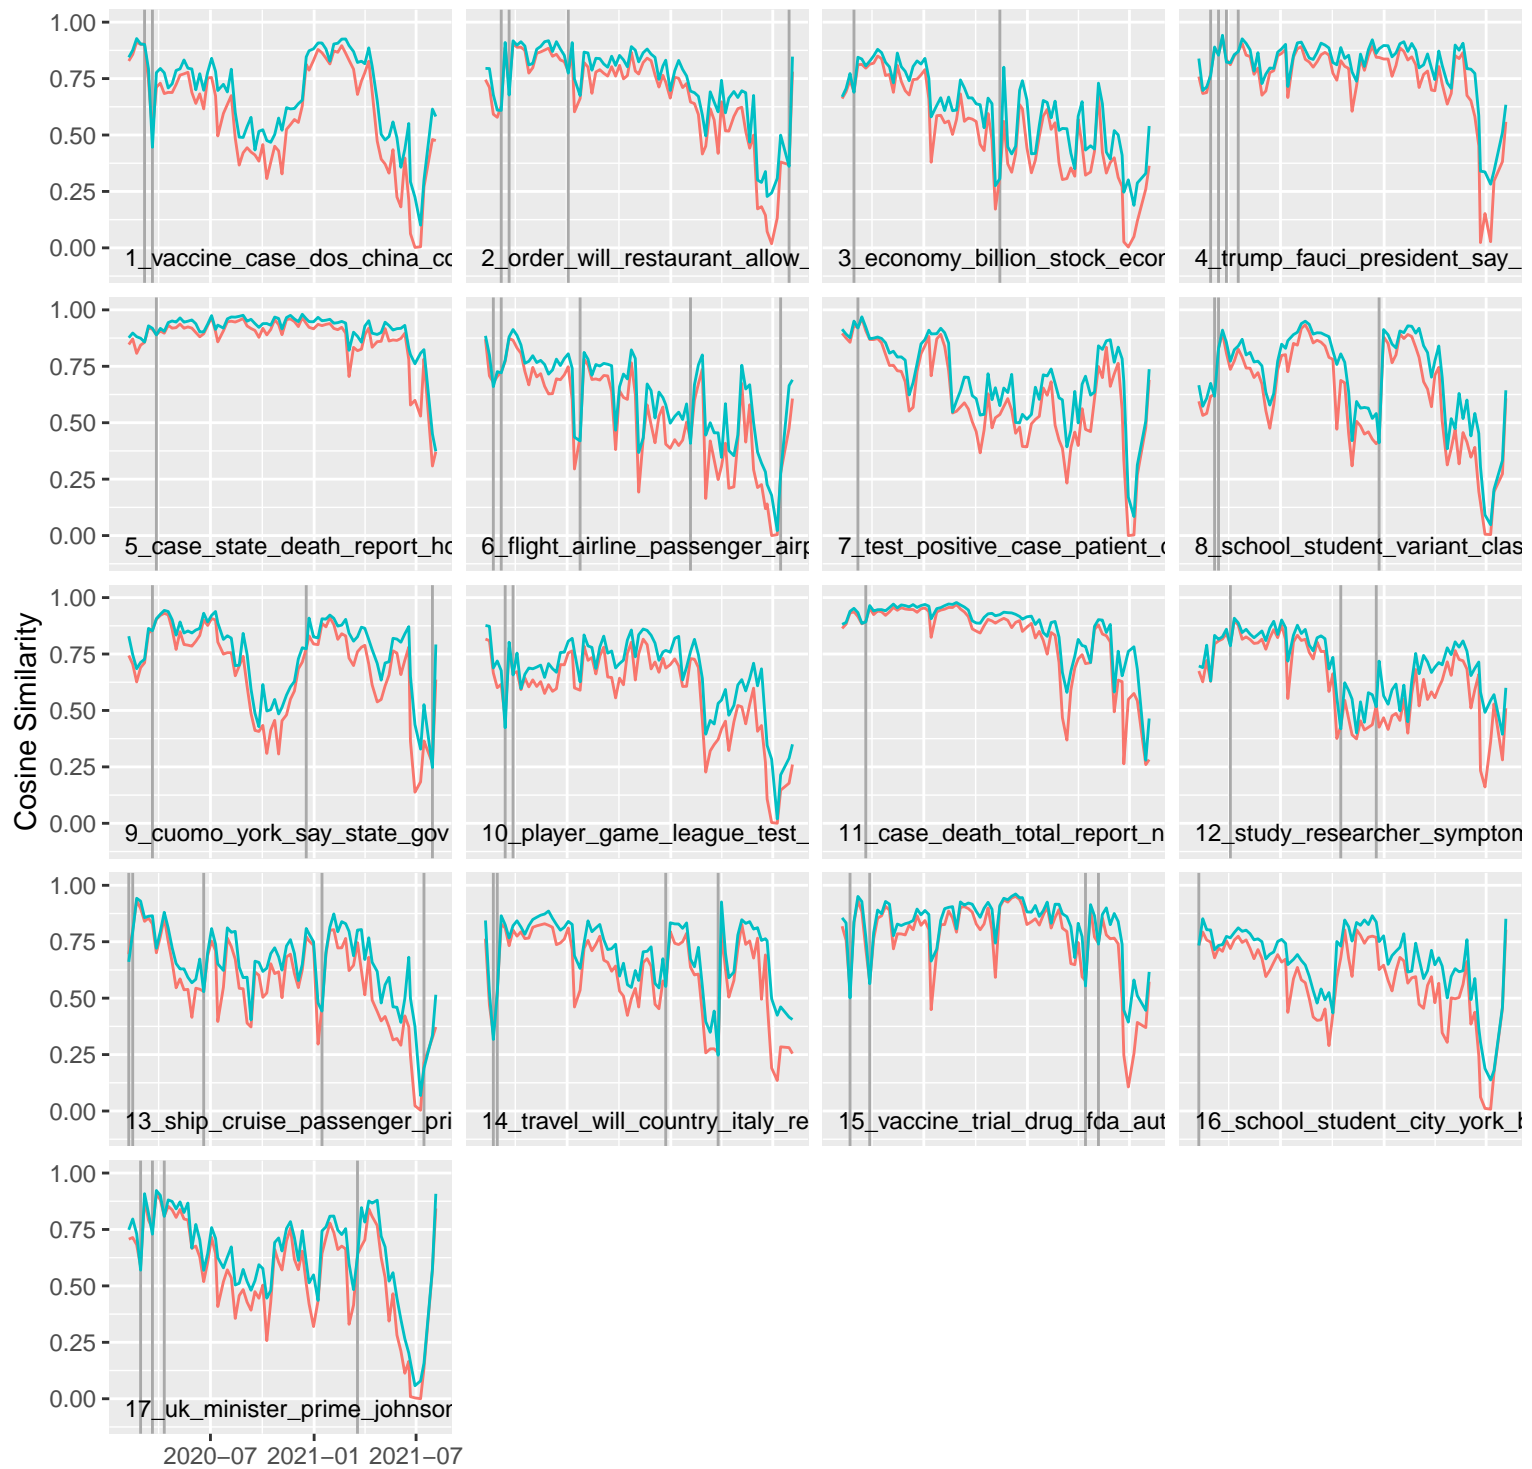 1.00
0.75
0.50
0.25
0.00
1_vaccine_case_dos_china_cc
2_order_will_restaurant_allow_
3_economy_billion_stock_ecor
4_trump_fauci_president_say_
1.00
0.75
0.50
0.25
0.00
5_case_state_death_report_ho
6_flight_airline_passenger_airp
7_test_positive_case_patient_c
8_school_student_variant_clas
Cosine Similarity
1.00
0.75
0.50
0.25
0.00
9_cuomo_york_say_state_gov
10_player_game_league_test_
11_case_death_total_report_n
12_study_researcher_symptom
1.00
0.75
0.50
0.25
0.00
13_ship_cruise_passenger_pri
14_travel_will_country_italy_re
15_vaccine_trial_drug_fda_aut
16_school_student_city_york_b
1.00
0.75
0.50
0.25
0.00
17_uk_minister_prime_johnsor
2020−07 2021−01 2021−07